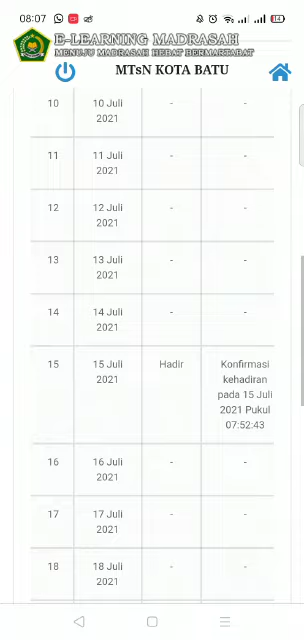 08:07
E-LEARNING MADRASAH
MENUJU MADRASAH HEBAT BERMARTABAT
MTsN KOTA BATU
10 10 Juli - -
2021
11 11 Juli - -
2021
12 12 Juli - -
2021
13 13 Juli - -
2021
14 14 Juli - -
2021
15 15 Juli Hadir Konfirmasi
2021 kehadiran
pada 15 Juli
2021 Pukul
07:52:43
16 16 Juli - -
2021
17 17 Juli - -
2021
18 18 Juli - -
2021